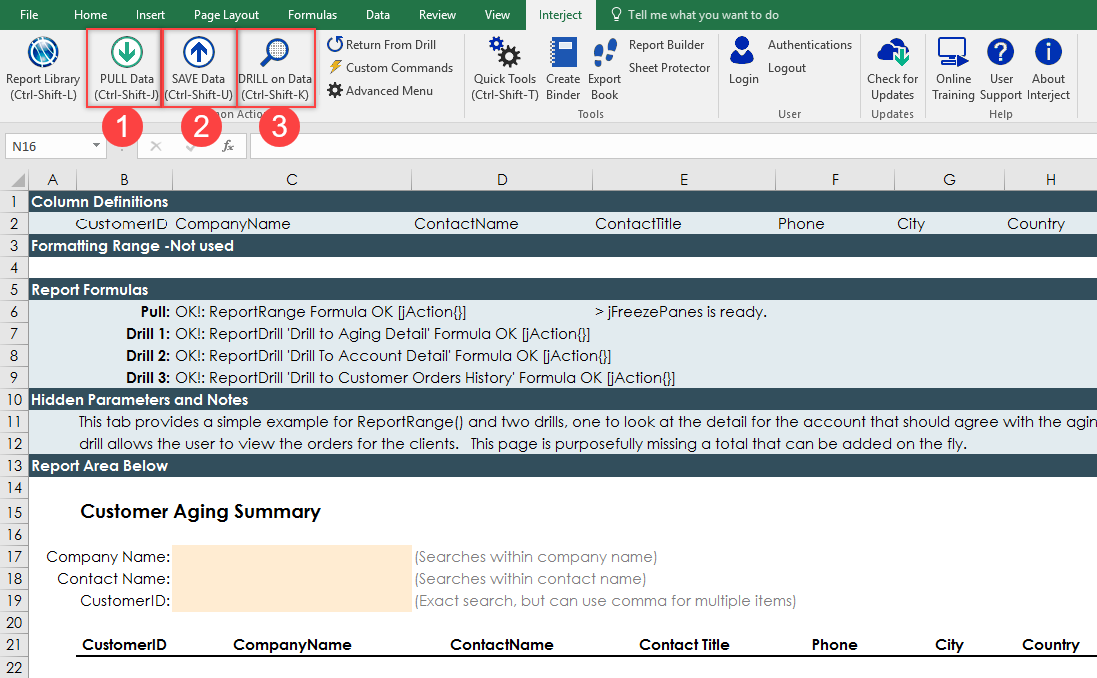 File Home Insert Page Layout Formulas Data Review View Interject Tell me what you want to do
Report Library
(Ctrl-Shift-L)
PULL Data
(Ctrl-Shift-J)
SAVE Data
(Ctrl-Shift-U)
DRILL on Data
(Ctrl-Shift-K)
Return From Drill
Custom Commands
Advanced Menu
Quick Tools
(Ctrl-Shift-T)
Create
Binder
Export
Book
Report Builder
Sheet Protector
Tools
Login
Authentications
Logout
User
Check for
Updates
Updates
Online
Training
User
Support
About
Interject
Help
1 2 3
N16 fx
A B C D E F G H
1 Column Definitions
2 CustomerID CompanyName ContactName ContactTitle Phone City Country
3 Formatting Range -Not used
4
5 Report Formulas
6 Pull: OK!: ReportRange Formula OK [jAction{}] > jFreezePanes is ready.
7 Drill 1: OK!: ReportDrill 'Drill to Aging Detail' Formula OK [jAction{}]
8 Drill 2: OK!: ReportDrill 'Drill To Account Detail' Formula OK [jAction{}]
9 Drill 3: OK!: ReportDrill 'Drill to Customer Orders History' Formula OK [jAction{}]
10 Hidden Parameters and Notes
11 This tab provides a simple example for ReportRange() and two drills, one to look at the detail for the account that should agree with the agin
12 drill allows the user to view the orders for the clients. This page is purposefully missing a total that can be added on the fly.
13 Report Area Below
14
15 Customer Aging Summary
16
17 Company Name: (Searches within company name)
18 Contact Name: (Searches within contact name)
19 CustomerID: (Exact search, but can use comma for multiple items)
20
21 CustomerID CompanyName ContactName Contact Title Phone City Country
22